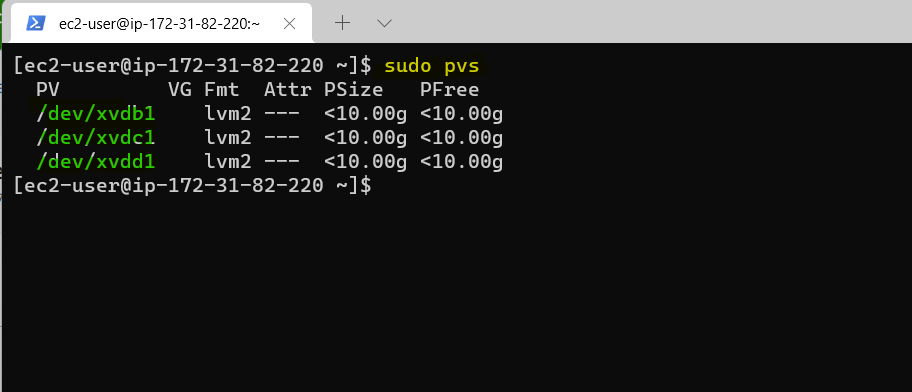 ec2-user@ip-172-31-82-220:~
[ec2-user@ip-172-31-82-220 ~]$ sudo pvs
  PV         VG Fmt  Attr PSize   PFree
  /dev/xvdb1    lvm2 ---  <10.00g <10.00g
  /dev/xvdc1    lvm2 ---  <10.00g <10.00g
  /dev/xvdd1    lvm2 ---  <10.00g <10.00g
[ec2-user@ip-172-31-82-220 ~]$